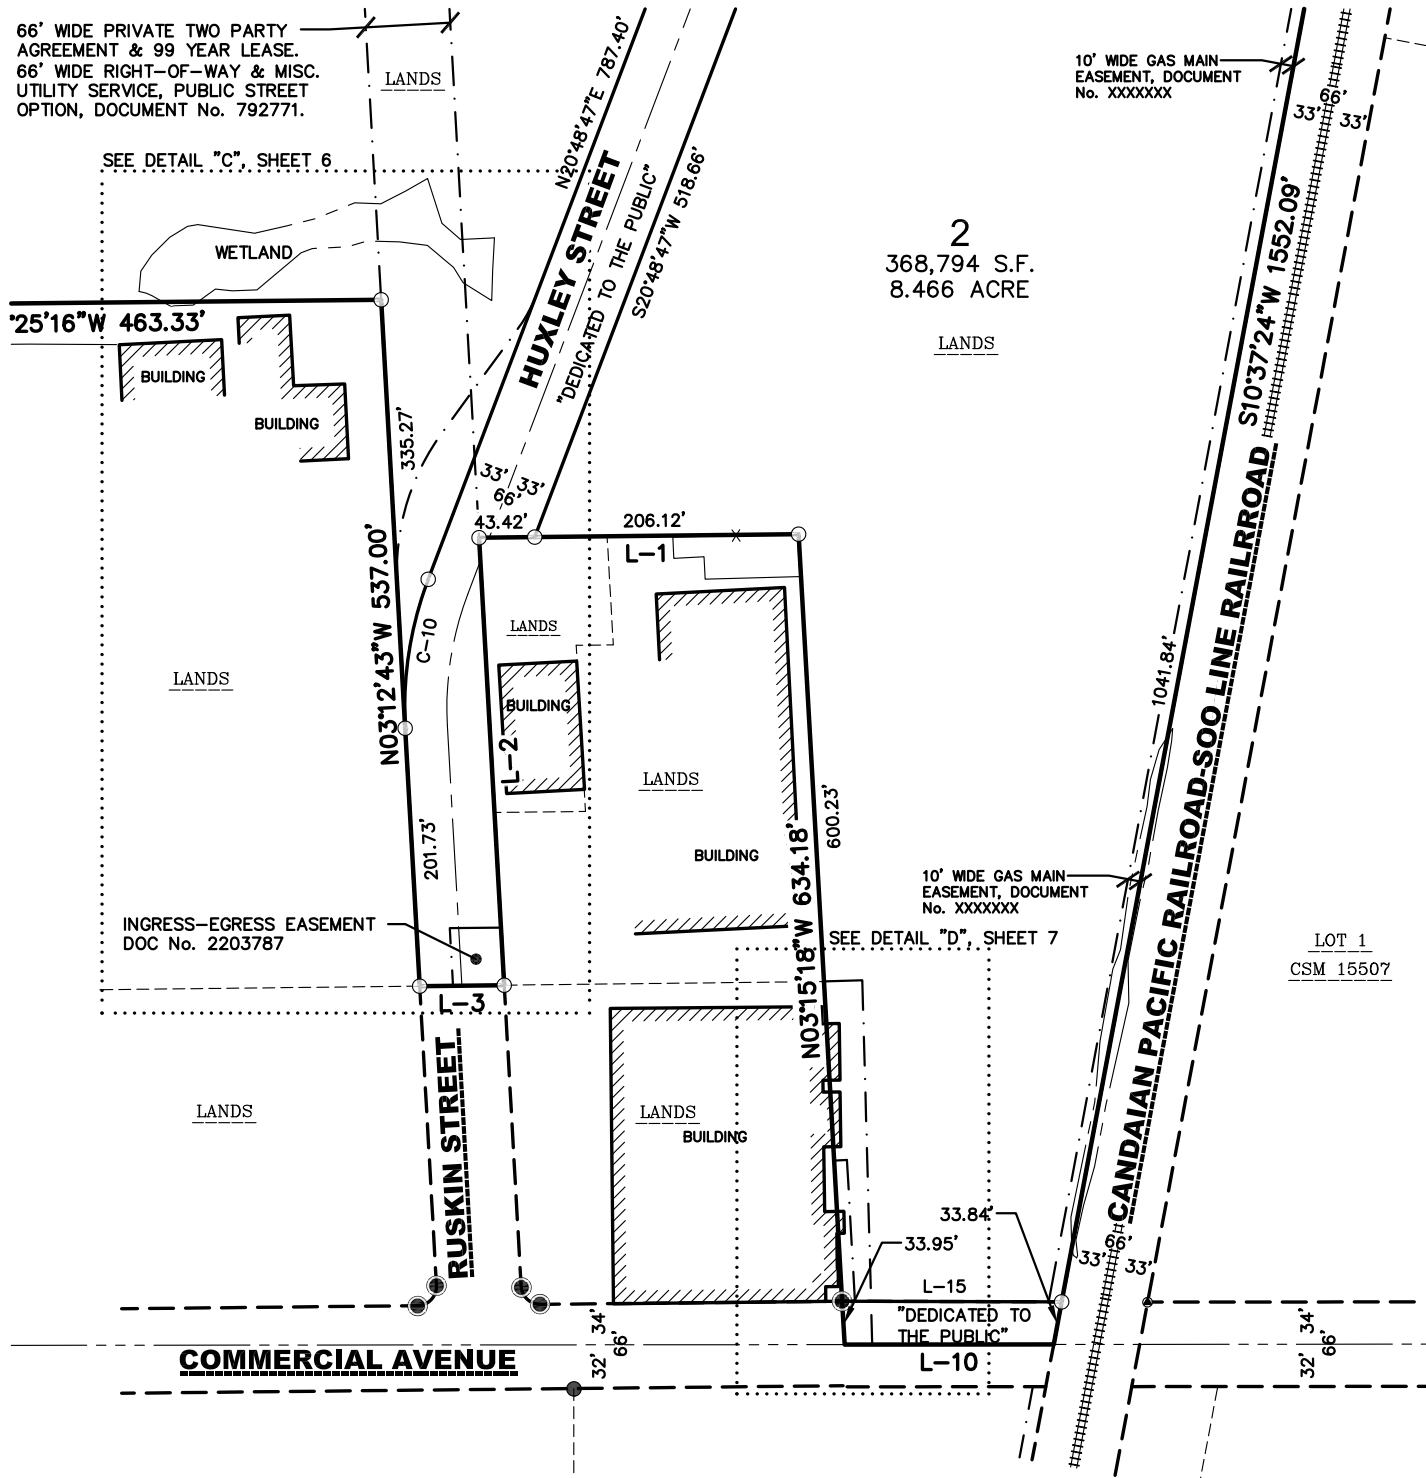 66' WIDE PRIVATE TWO PARTY
AGREEMENT & 99 YEAR LEASE.
66' WIDE RIGHT-OF-WAY & MISC.
UTILITY SERVICE, PUBLIC STREET
OPTION, DOCUMENT No. 792771.
LANDS
N20°48'47"E 787.40'
10' WIDE GAS MAIN
EASEMENT, DOCUMENT
No. XXXXXXX
66'
33'
33'
SEE DETAIL "C", SHEET 6
HUXLEY STREET
"DEDICATED TO THE PUBLIC"
S20°48'47"W 518.66'
WETLAND
2
368,794 S.F.
8.466 ACRE
LANDS
S10°37'24"W 1552.09'
°25'16"W 463.33'
BUILDING
BUILDING
335.27'
33'
33'
66'
43.42'
206.12'
L-1
N03°12'43"W 537.00'
C-10
LANDS
LANDS
BUILDING
L-2
LANDS
BUILDING
201.73'
600.23'
N03°15'18"W 634.18'
1041.84'
CANDAIAN PACIFIC RAILROAD-SOO LINE RAILRROAD
10' WIDE GAS MAIN
EASEMENT, DOCUMENT
No. XXXXXXX
INGRESS-EGRESS EASEMENT
DOC No. 2203787
SEE DETAIL "D", SHEET 7
LOT 1
CSM 15507
L-3
RUSKIN STREET
LANDS
LANDS
BUILDING
33.84'
33.95'
66'
33'
33'
L-15
"DEDICATED TO
THE PUBLIC"
L-10
34'
66'
32'
34'
66'
32'
COMMERCIAL AVENUE